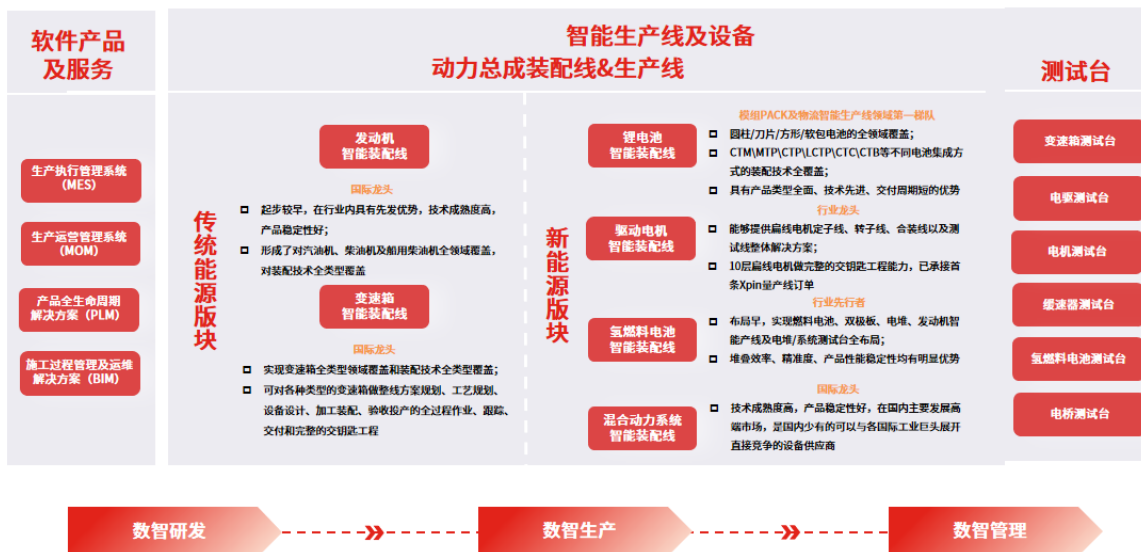 软件产品
及服务
生产执行管理系统
(MES)
生产运营管理系统
(MOM)
产品全生命周期
解决方案（PLM）
施工过程管理及运维
解决方案（BIM）
智能生产线及设备
动力总成装配线&生产线
传统能源版块
发动机
智能装配线
国际龙头
起步较早，在行业内具有先发优势，技术成熟度高，
产品稳定性好；
形成了对汽油机、柴油机及船用柴油机全领域覆盖，
对装配技术全类型覆盖
变速箱
智能装配线
国际龙头
实现变速箱全类型领域覆盖和装配技术全类型覆盖；
可对各种类型的变速箱做整线方案规划、工艺规划、
设备设计、加工装配、验收投产的全过程作业、跟踪、
交付和完整的交钥匙工程
新能源版块
锂电池
智能装配线
模组PACK及物流智能生产线领域第一梯队
圆柱/刀片/方形/软包电池的全领域覆盖；
CTM\MTP\CTP\LCTP\CTC\CTB等不同电池集成方
式的装配技术全覆盖；
具有产品类型全面、技术先进、交付周期短的优势
驱动电机
智能装配线
行业龙头
能够提供扁线电机定子线、转子线、合装线以及测
试线整体解决方案；
10层扁线电机做完整的交钥匙工程能力，已承接首
条Xpin量产线订单
氢燃料电池
智能装配线
行业先行者
布局早，实现燃料电池、双极板、电堆、发动机智
能产线及电堆/系统测试台全布局；
堆叠效率、精准度、产品性能稳定性均有明显优势
混合动力系统
智能装配线
国际龙头
技术成熟度高，产品稳定性好，在国内主要发展高
端市场，是国内少有的可以与各国际工业巨头展开
直接竞争的设备供应商
测试台
变速箱测试台
电驱测试台
电机测试台
缓速器测试台
氢燃料电池测试台
电桥测试台
数智研发
数智生产
数智管理